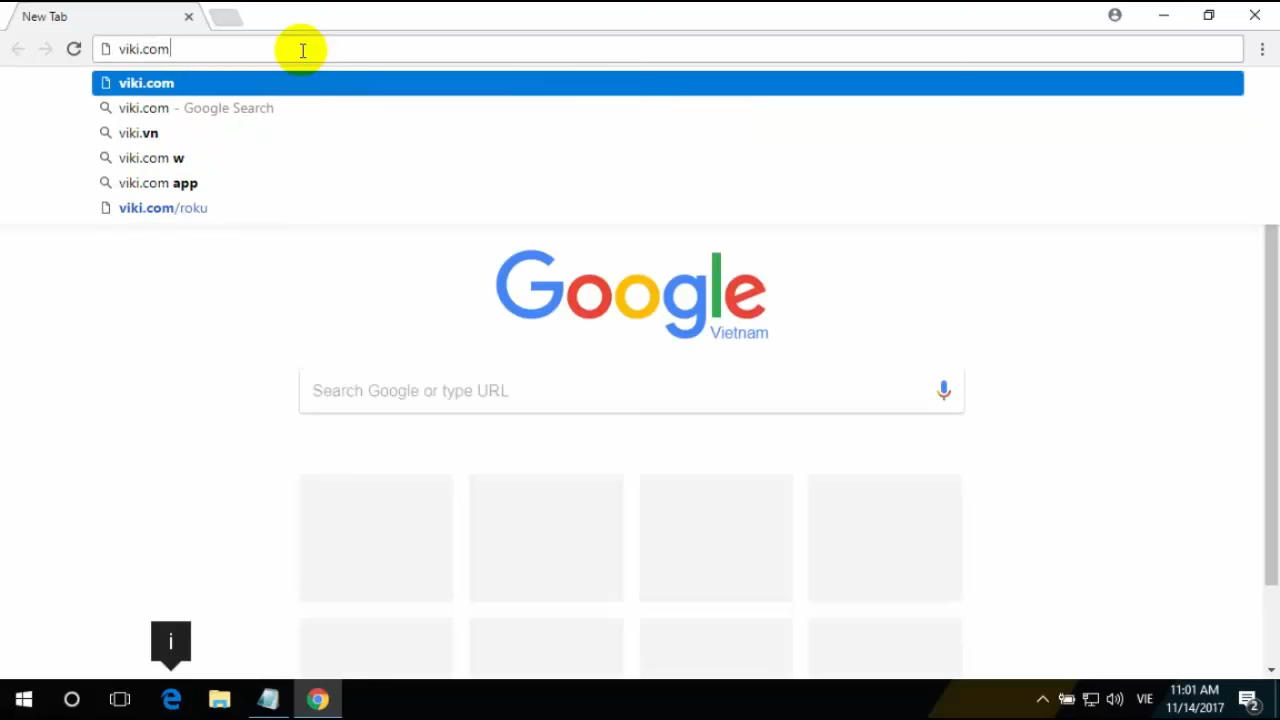 New Tab
viki.com
viki.com
viki.com - Google Search
viki.vn
viki.com w
viki.com app
viki.com/roku
Google
Vietnam
Search Google or type URL
i
VIE
11:01 AM
11/14/2017
2